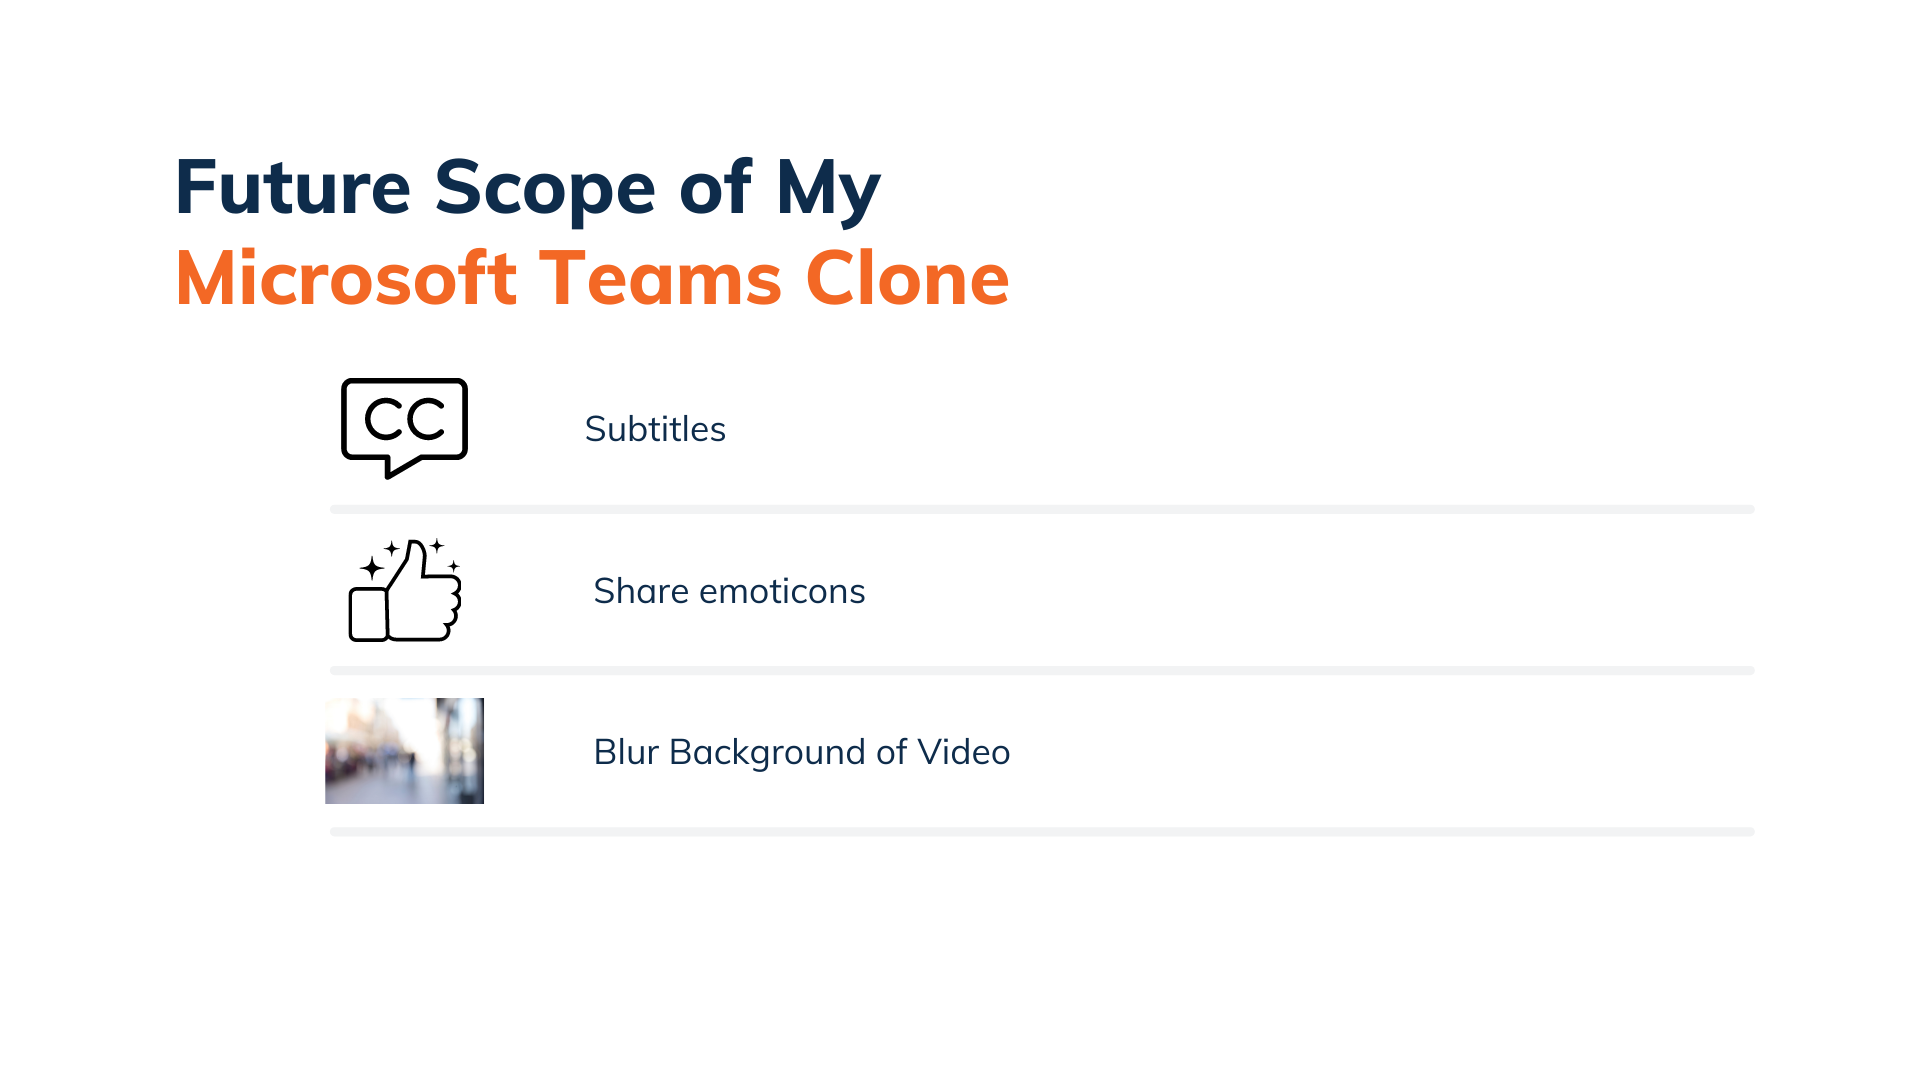 Future Scope of My
Microsoft Teams Clone
CC
Subtitles
Share emoticons
Blur Background of Video